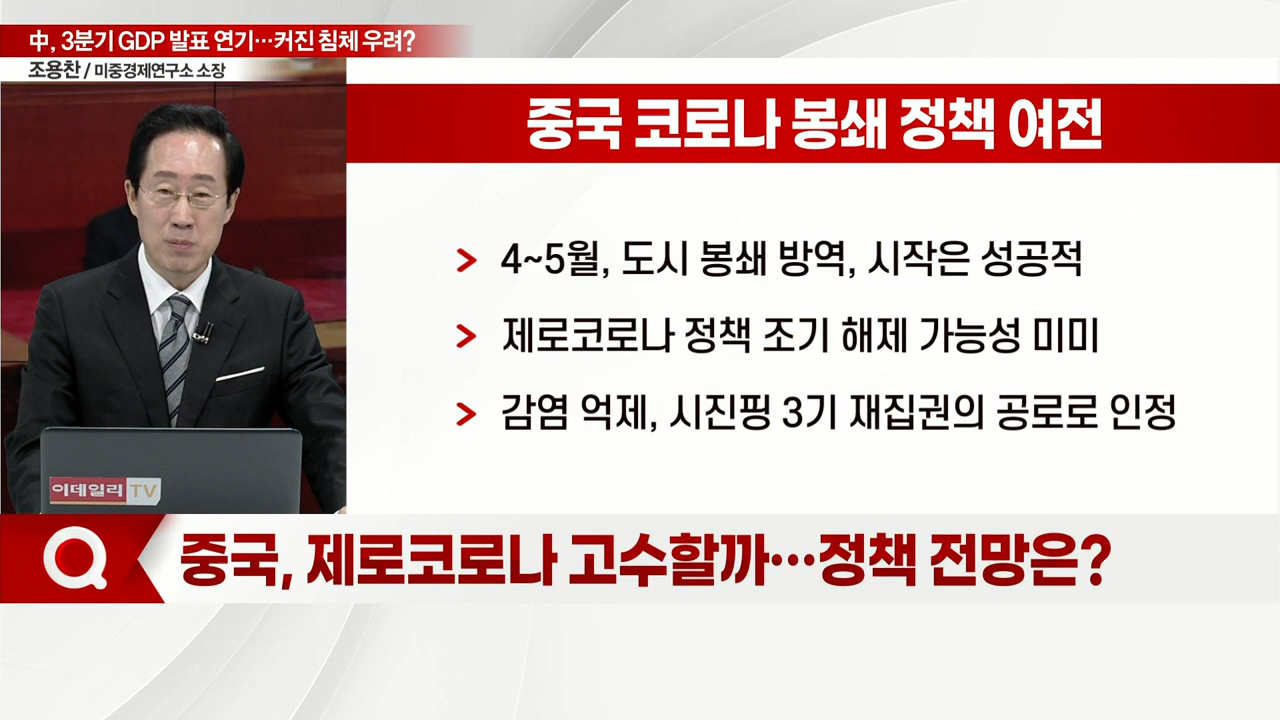 中, 3분기 GDP 발표 연기…커진 침체 우려?
조용찬 / 미중경제연구소 소장
중국 코로나 봉쇄 정책 여전
> 4~5월, 도시 봉쇄 방역, 시작은 성공적
> 제로코로나 정책 조기 해제 가능성 미미
> 감염 억제, 시진핑 3기 재집권의 공로로 인정
이데일리 TV
Q 중국, 제로코로나 고수할까…정책 전망은?